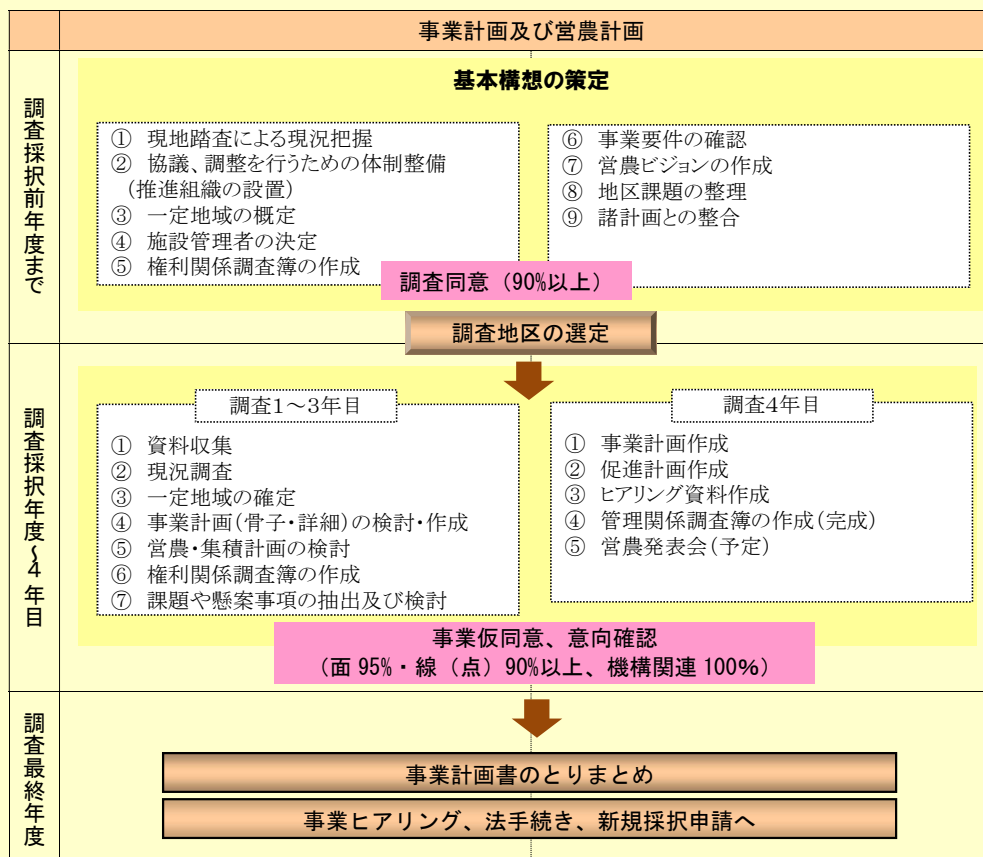 事業計画及び営農計画
調査採択前年度まで
基本構想の策定
① 現地踏査による現況把握
② 協議、調整を行うための体制整備
(推進組織の設置)
③ 一定地域の概定
④ 施設管理者の決定
⑤ 権利関係調査簿の作成
⑥ 事業要件の確認
⑦ 営農ビジョンの作成
⑧ 地区課題の整理
⑨ 諸計画との整合
調査同意（90%以上）
調査地区の選定
調査採択年度～4年目
調査1～3年目
① 資料収集
② 現況調査
③ 一定地域の確定
④ 事業計画(骨子・詳細)の検討・作成
⑤ 営農・集積計画の検討
⑥ 権利関係調査簿の作成
⑦ 課題や懸案事項の抽出及び検討
調査4年目
① 事業計画作成
② 促進計画作成
③ ヒアリング資料作成
④ 管理関係調査簿の作成(完成)
⑤ 営農発表会(予定)
事業仮同意、意向確認
（面 95%・線（点）90%以上、機構関連 100%）
調査最終年度
事業計画書のとりまとめ
事業ヒアリング、法手続き、新規採択申請へ